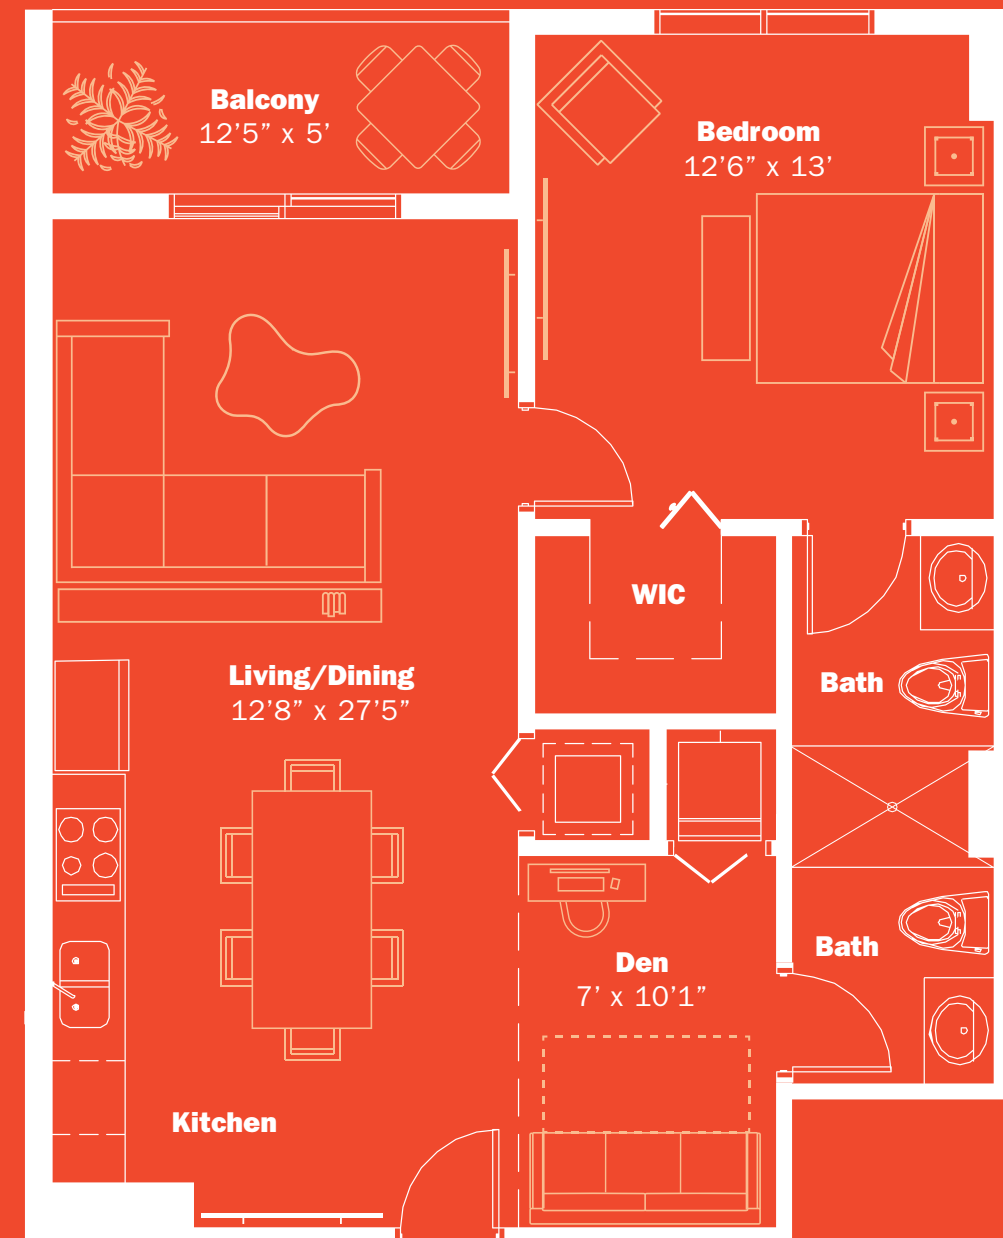 Balcony
12’5” x 5’
Bedroom
12’6” x 13’
WIC
Living/Dining
12’8” x 27’5”
Bath
Bath
Den
7’ x 10’1”
Kitchen